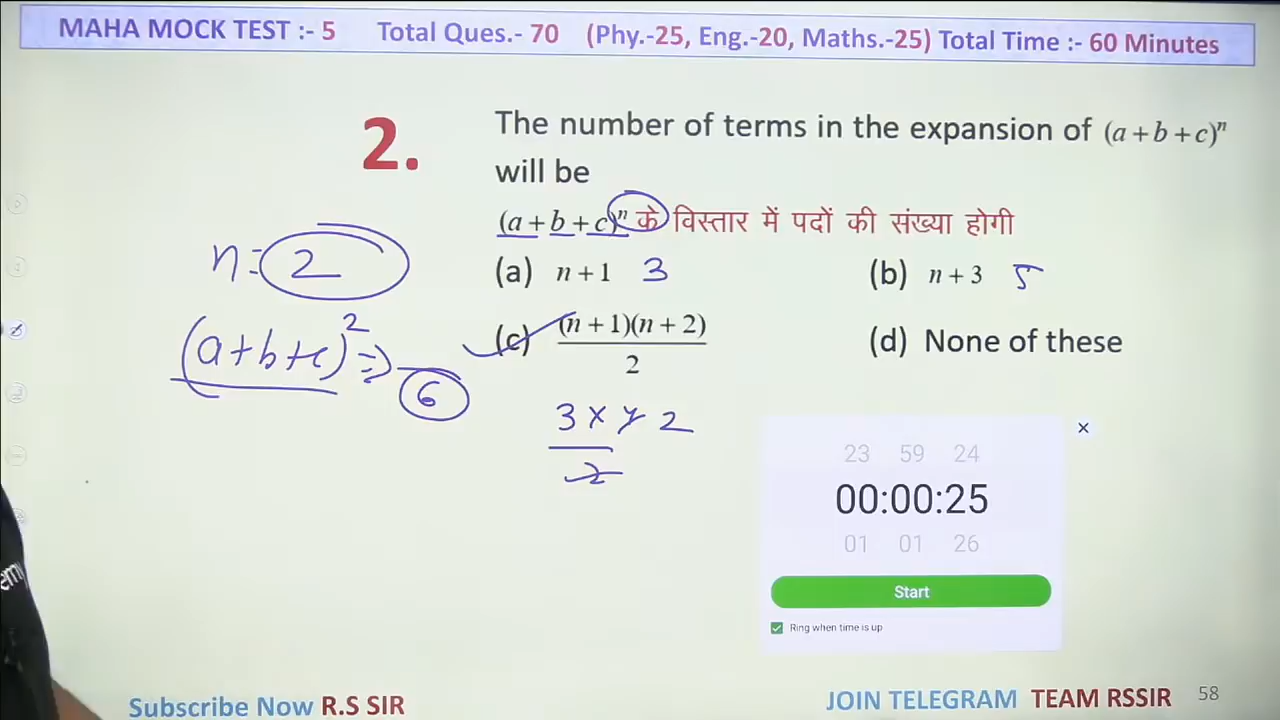 MAHA MOCK TEST :- 5 Total Ques.- 70 (Phy.-25, Eng.-20, Maths.-25) Total Time :- 60 Minutes
2.
The number of terms in the expansion of (a+b+c)ⁿ
will be
(a+b+c)ⁿ के विस्तार में पदों की संख्या होगी
n = 2
(a) n+1 3
(b) n+3 5
(a+b+c)² ⇒ 6
(c) (n+1)(n+2)
2
(d) None of these
3×4 2
2
×
23 59 24
00:00:25
01 01 26
Start
Ring when time is up
Subscribe Now R.S SIR
JOIN TELEGRAM TEAM RSSIR
58